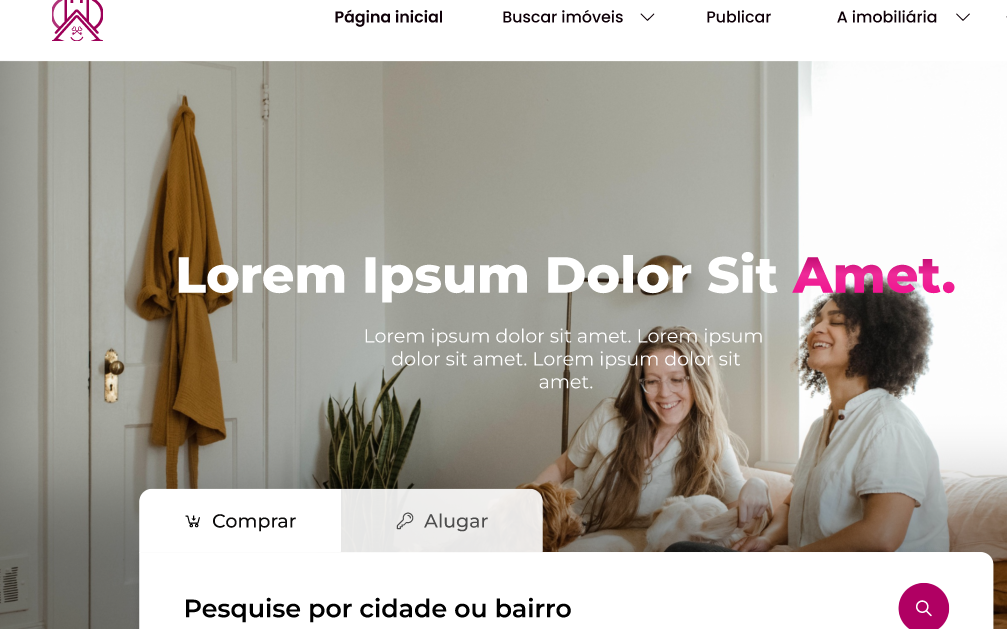 Página inicial
Buscar imóveis
Publicar
A imobiliária
Lorem Ipsum Dolor Sit Amet.
Lorem ipsum dolor sit amet. Lorem ipsum
dolor sit amet. Lorem ipsum dolor sit
amet.
Comprar
Alugar
Pesquise por cidade ou bairro